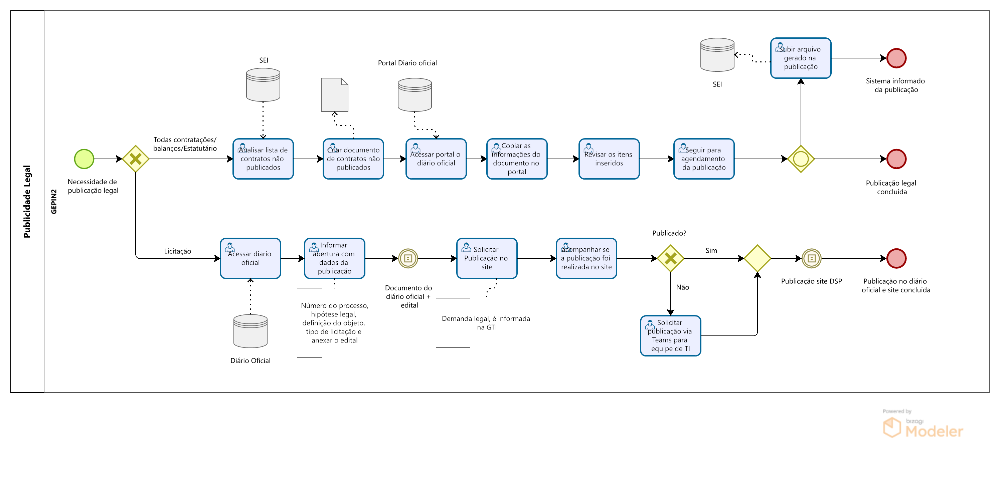 Publicidade Legal
GEPIN2
Necessidade de
publicação legal
Todas contratações/
balanços/Estatutário
SEI
Analisar lista de
contratos não
publicados
Criar documento
de contratos não
publicados
Portal Diario oficial
Acessar portal o
diário oficial
Copiar as
informações do
documento no
portal
Revisar os itens
inseridos
Seguir para
agendamento
da publicação
SEI
Subir arquivo
gerado na
publicação
Sistema informado
da publicação
Publicação legal
concluída
Licitação
Acessar diario
oficial
Diário Oficial
Informar
abertura com
dados da
publicação
Número do processo,
hipótese legal,
definição do objeto,
tipo de licitação e
anexar o edital
Documento do
diário oficial +
edital
Solicitar
Publicação no
site
Demanda legal, é informada
na GTI
acompanhar se
a publicação foi
realizada no site
Publicado?
Sim
Não
Solicitar
publicação via
Teams para
equipe de TI
Publicação site DSP
Publicação no diário
oficial e site concluída
Powered by
bizagi
Modeler